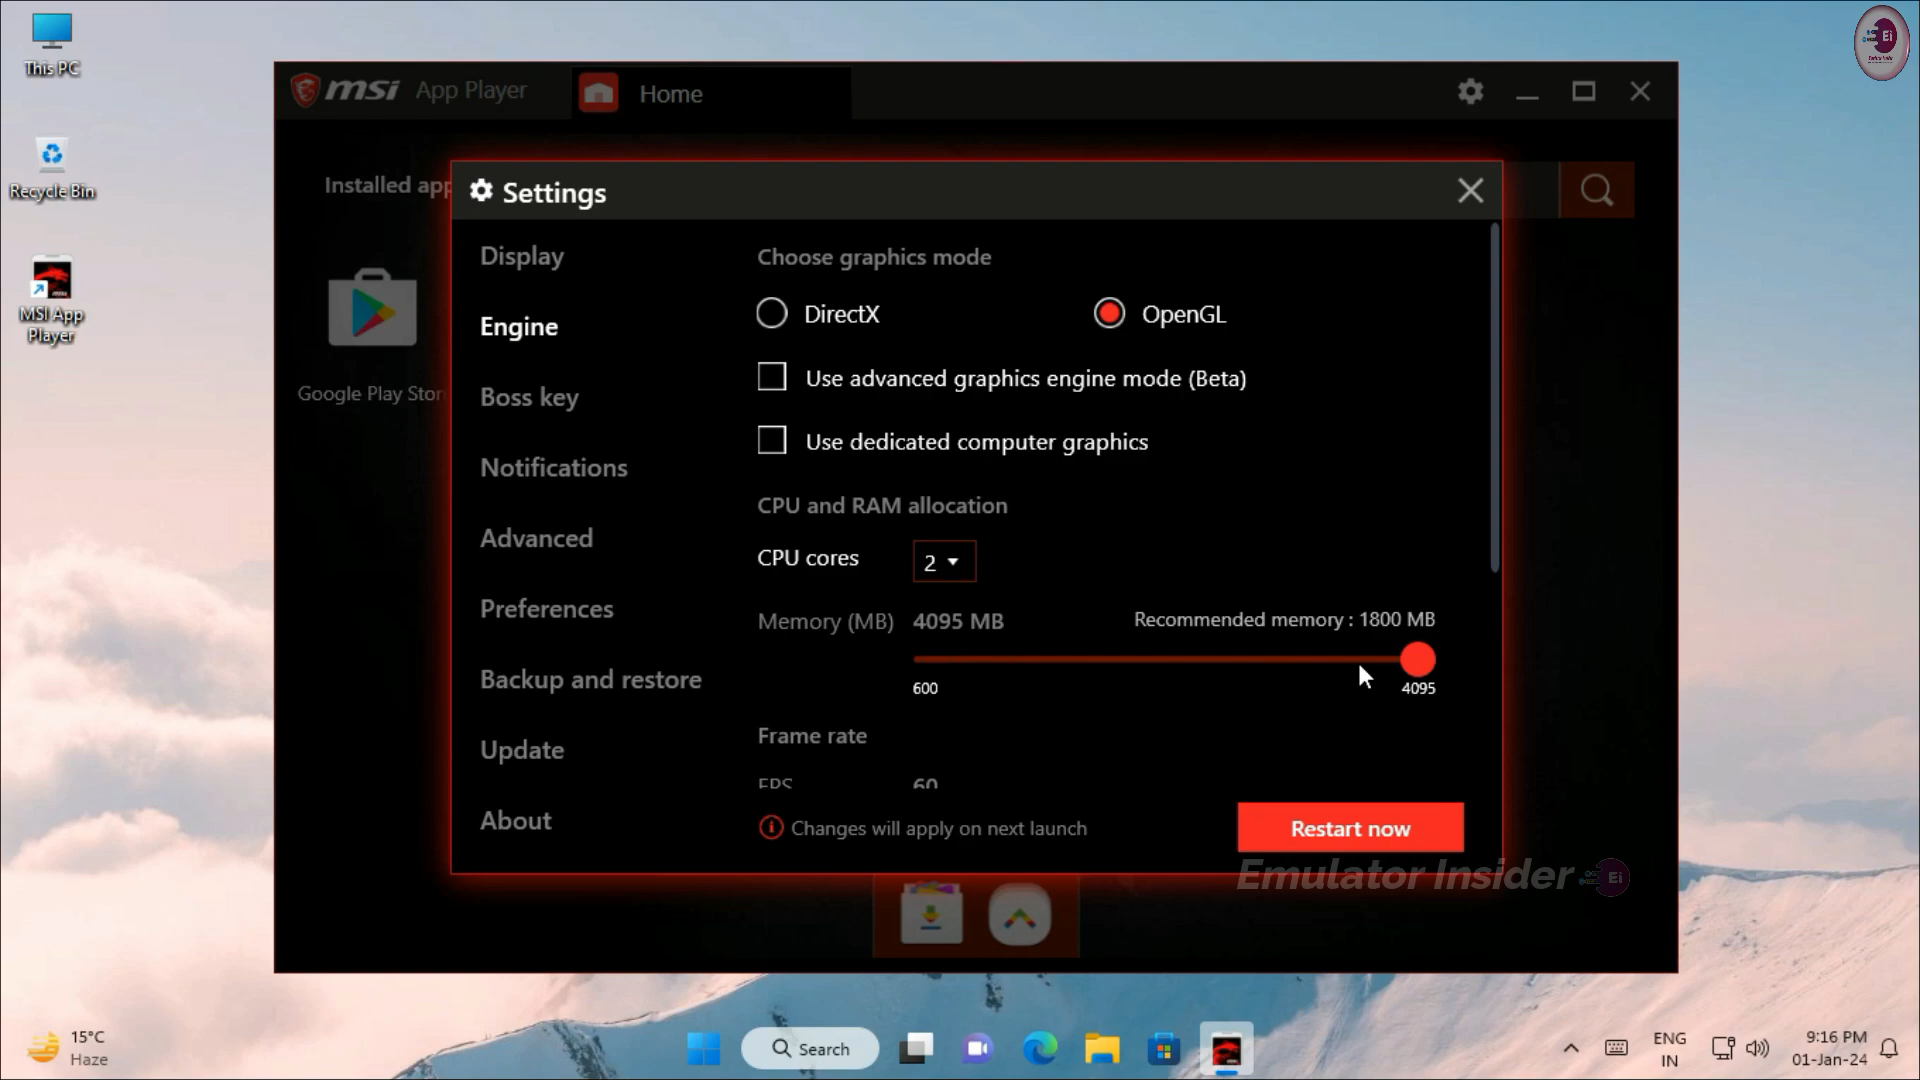 This PC
Recycle Bin
MSI App
Player
msi App Player
Home
Installed app
Google Play Stor
Settings
Display
Engine
Boss key
Notifications
Advanced
Preferences
Backup and restore
Update
About
Choose graphics mode
DirectX
OpenGL
Use advanced graphics engine mode (Beta)
Use dedicated computer graphics
CPU and RAM allocation
CPU cores 2
Memory (MB) 4095 MB Recommended memory : 1800 MB
600 4095
Frame rate
FPS 60
Changes will apply on next launch
Restart now
Emulator Insider Ei
Ei
15°C
Haze
Search
ENG
IN
9:16 PM
01-Jan-24